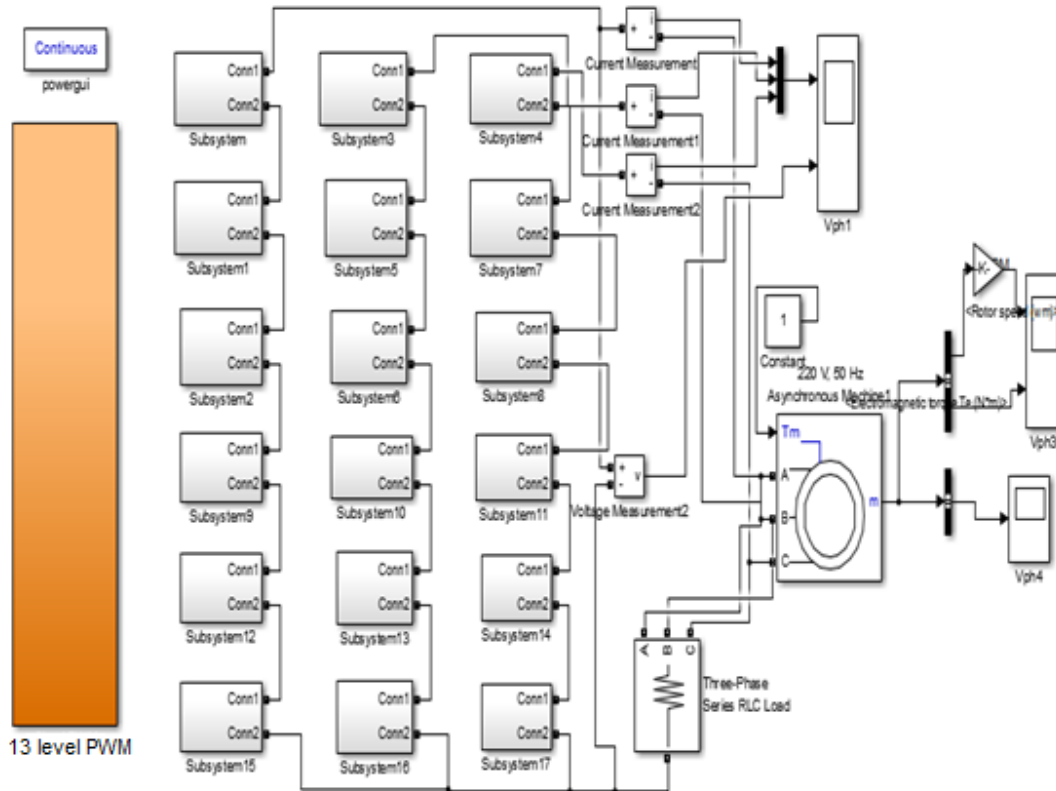 Continuous
powergui
13 level PWM
Conn1
Conn2
Subsystem
Conn1
Conn2
Subsystem1
Conn1
Conn2
Subsystem2
Conn1
Conn2
Subsystem9
Conn1
Conn2
Subsystem12
Conn1
Conn2
Subsystem15
Conn1
Conn2
Subsystem3
Conn1
Conn2
Subsystem5
Conn1
Conn2
Subsystem6
Conn1
Conn2
Subsystem10
Conn1
Conn2
Subsystem13
Conn1
Conn2
Subsystem16
Conn1
Conn2
Subsystem4
Conn1
Conn2
Subsystem7
Conn1
Conn2
Subsystem8
Conn1
Conn2
Subsystem11
Conn1
Conn2
Subsystem14
Conn1
Conn2
Subsystem17
+ i -
Current Measurement
+ i -
Current Measurement1
+ i -
Current Measurement2
Vph1
+ - v
Voltage Measurement2
1
Constant
220 V, 50 Hz
Asynchronous Machine1
Tm
A
B
C
m
-K-
<Rotor speed (wm)>
<Electromagnetic torque Te (N*m)>
Vph3
Vph4
A B C
Three-Phase
Series RLC Load